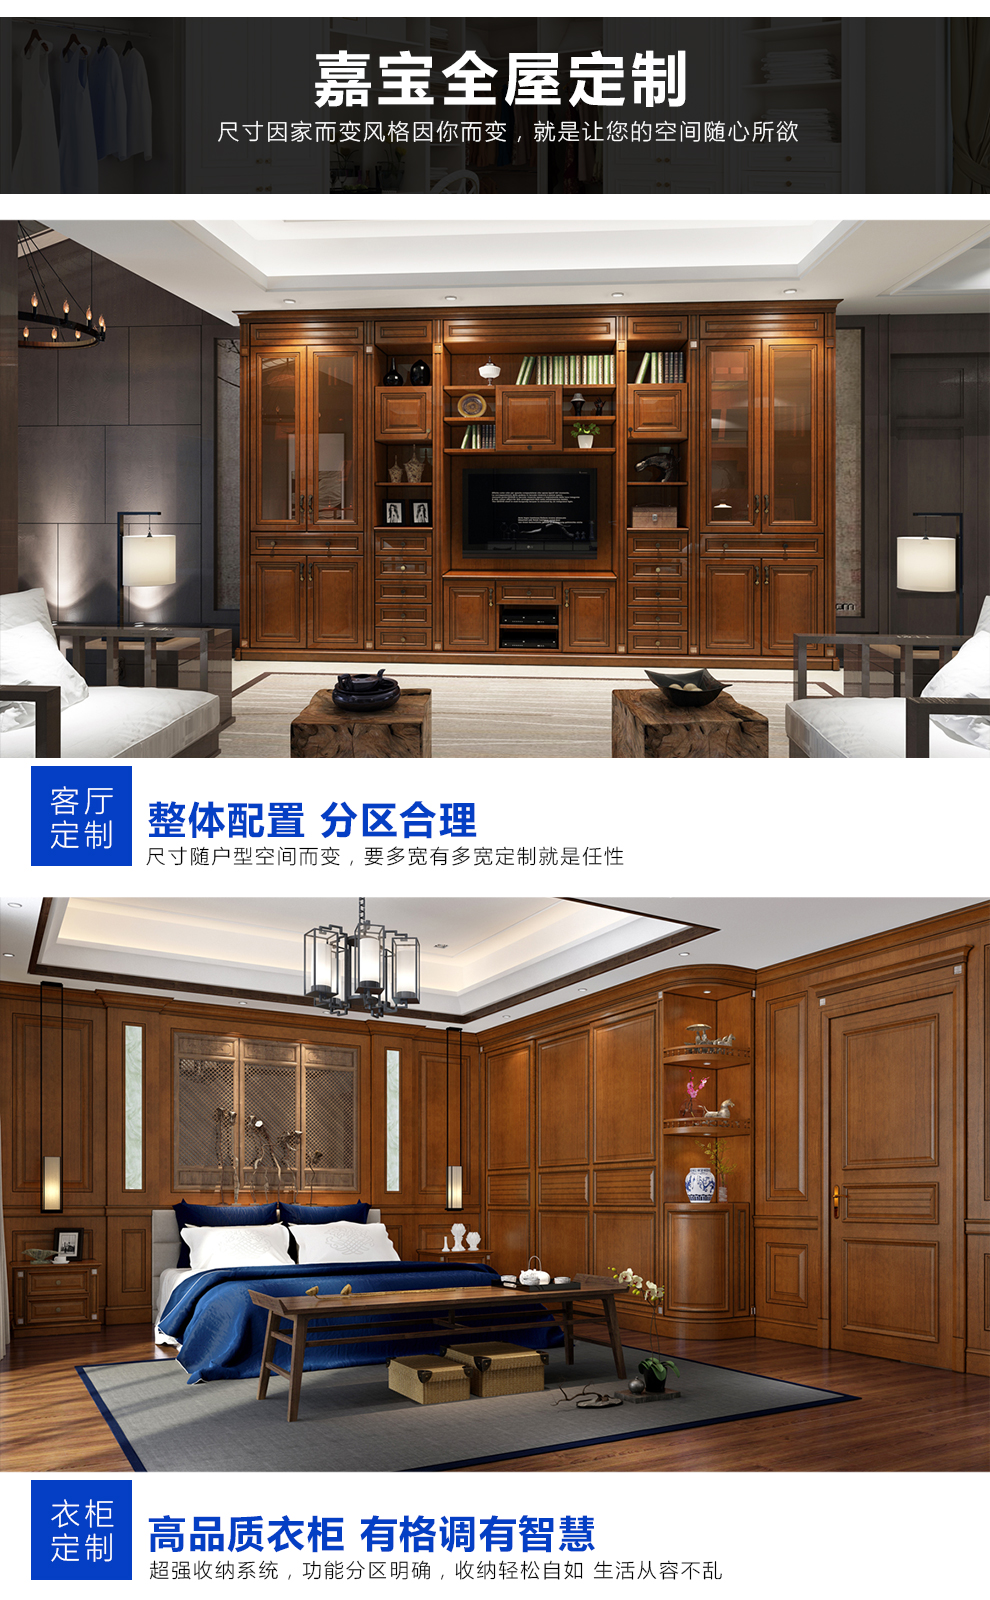 嘉宝全屋定制
尺寸因家而变风格因你而变，就是让您的空间随心所欲
客厅
定制
整体配置 分区合理
尺寸随户型空间而变，要多宽有多宽定制就是任性
衣柜
定制
高品质衣柜 有格调有智慧
超强收纳系统，功能分区明确，收纳轻松自如 生活从容不乱